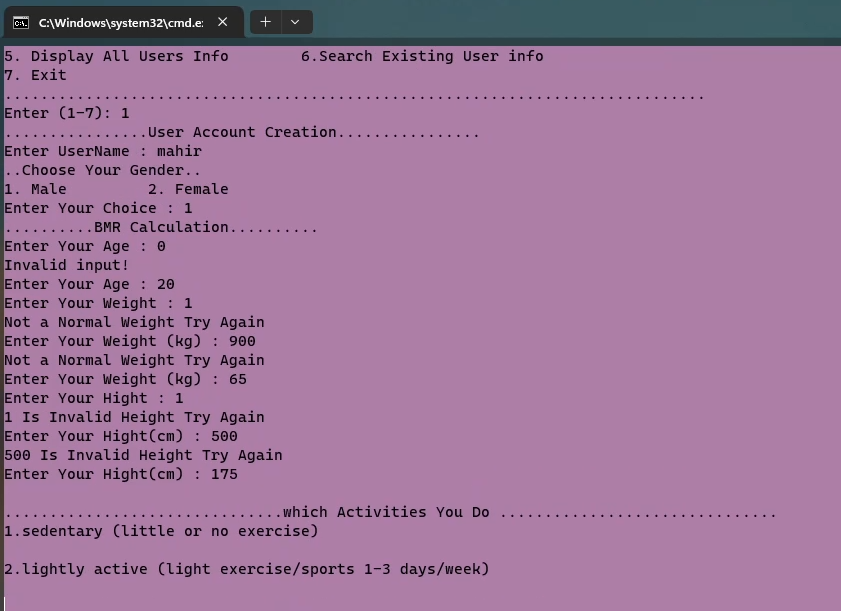 C:\Windows\system32\cmd.e:
5. Display All Users Info 6.Search Existing User info
7. Exit
..............................................................................
Enter (1-7): 1
................User Account Creation................
Enter UserName : mahir
..Choose Your Gender..
1. Male 2. Female
Enter Your Choice : 1
..........BMR Calculation..........
Enter Your Age : 0
Invalid input!
Enter Your Age : 20
Enter Your Weight : 1
Not a Normal Weight Try Again
Enter Your Weight (kg) : 900
Not a Normal Weight Try Again
Enter Your Weight (kg) : 65
Enter Your Hight : 1
1 Is Invalid Height Try Again
Enter Your Hight(cm) : 500
500 Is Invalid Height Try Again
Enter Your Hight(cm) : 175
...............................which Activities You Do ...............................
1.sedentary (little or no exercise)
2.lightly active (light exercise/sports 1-3 days/week)